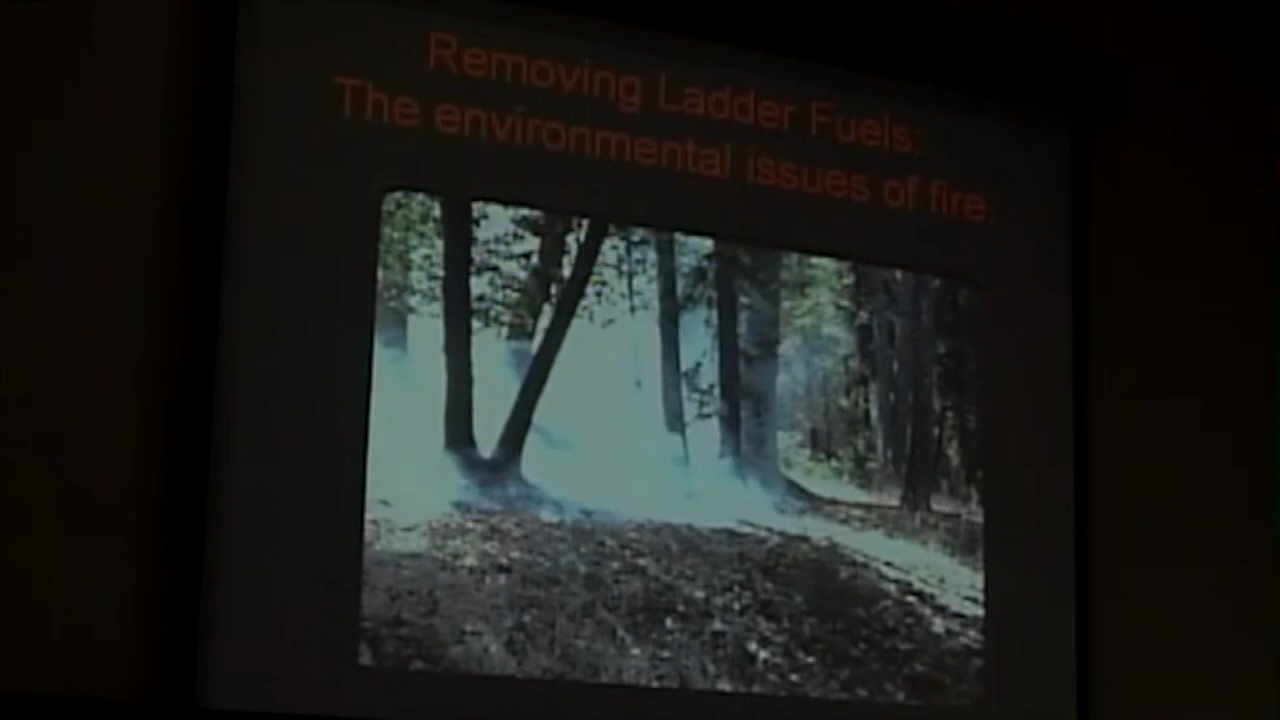 Removing Ladder Fuels:
The environmental issues of fire.